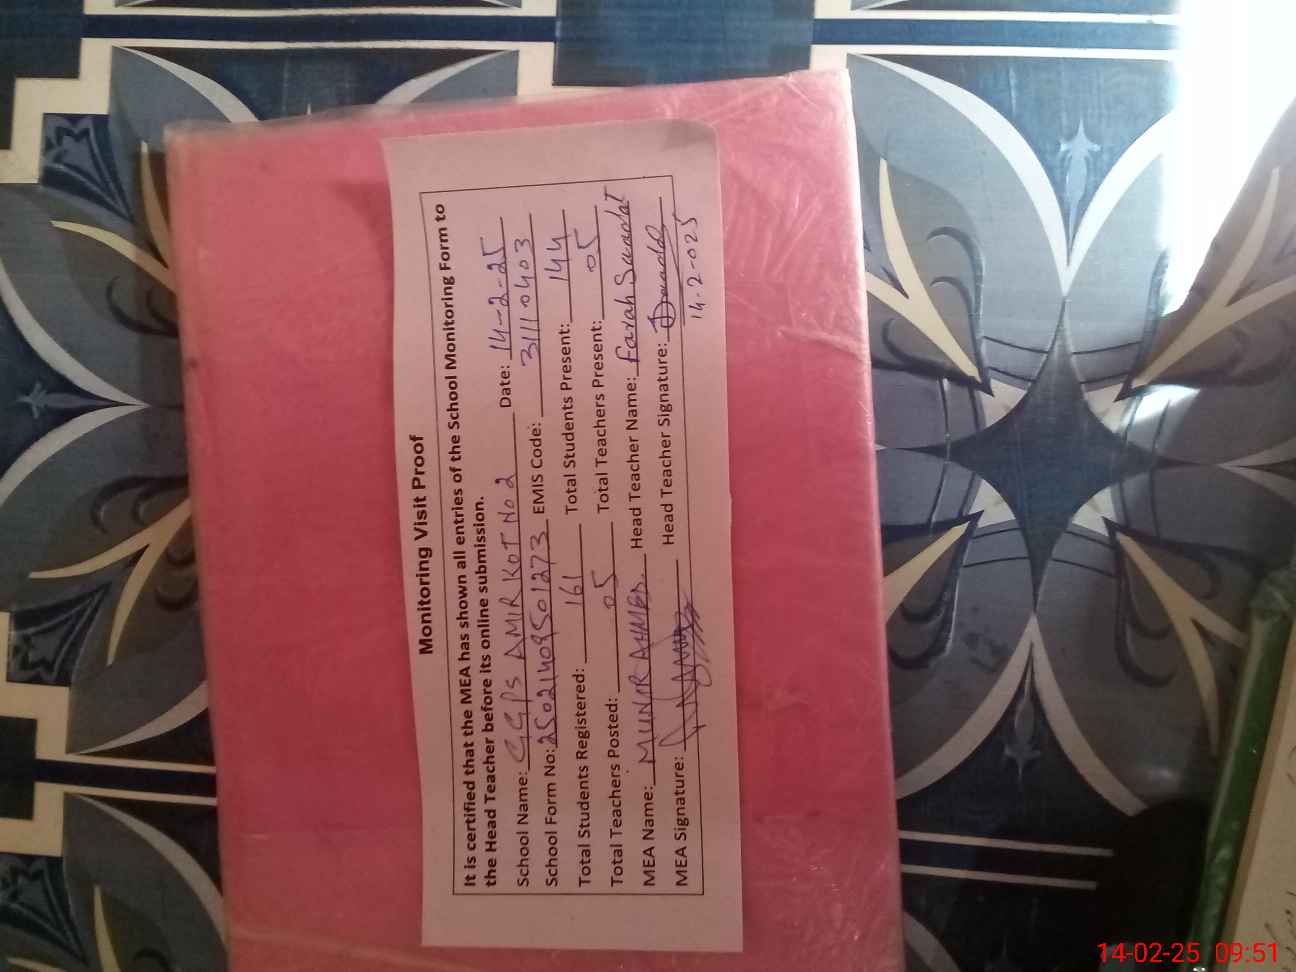 Monitoring Visit Proof
It is certified that the MEA has shown all entries of the School Monitoring Form to
the Head Teacher before its online submission.
School Name: GGPS AMIR KOT NO 2 Date: 14-2-25
School Form No: 25021409501273 EMIS Code: 31110403
Total Students Registered: 161 Total Students Present: 144
Total Teachers Posted: 05 Total Teachers Present: 05
MEA Name: MUNIR AHMED. Head Teacher Name: Farah Saadat
MEA Signature: Head Teacher Signature:
14-2-025
14-02-25 09:51